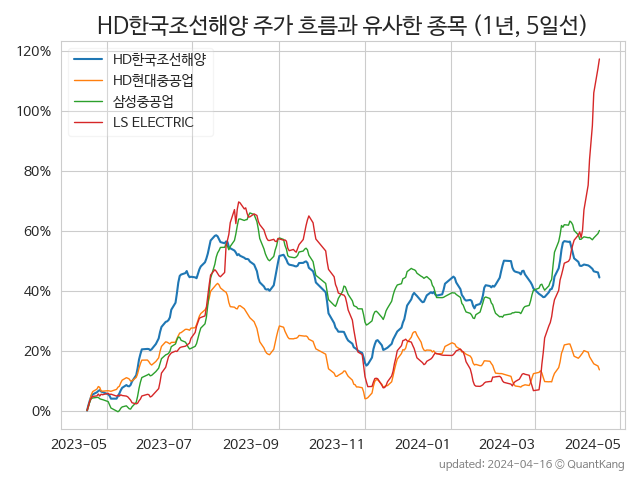 HD한국조선해양 주가 흐름과 유사한 종목 (1년, 5일선)
HD한국조선해양
HD현대중공업
삼성중공업
LS ELECTRIC
120%
100%
80%
60%
40%
20%
0%
2023-05 2023-07 2023-09 2023-11 2024-01 2024-03 2024-05
updated: 2024-04-16 © QuantKang